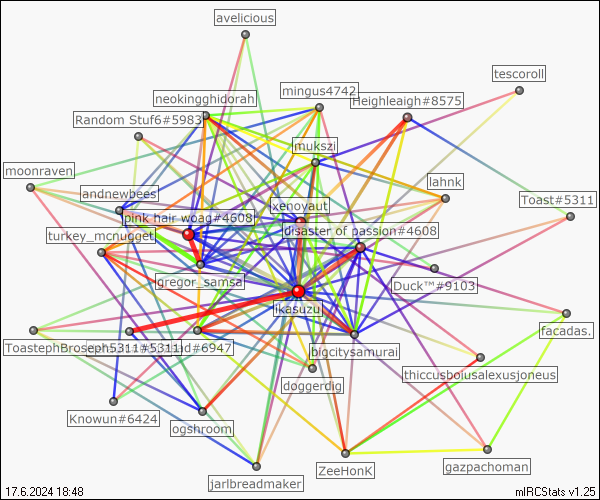 avelicious
tescoroll
mingus4742
neokingghidorah
Heighleigh#8575
Random Stuf6#5983
mukszi
moonraven
andnewbees
lahnk
Toast#5311
xenoyaut
pink hair woag#4608
disaster of passion#4608
turkey_mcnugget
gregor_samsa
Duck™#9103
ikasuzu
facadas.
ToastephBroseph5311#5311
d#6947
bigcitysamurai
thiccusboiusalexusjoneus
doggerdig
Knowun#6424
ogshroom
ZeeHonK
gazpachoman
jarlbreadmaker
17.6.2024 18:48
mIRCStats v1.25